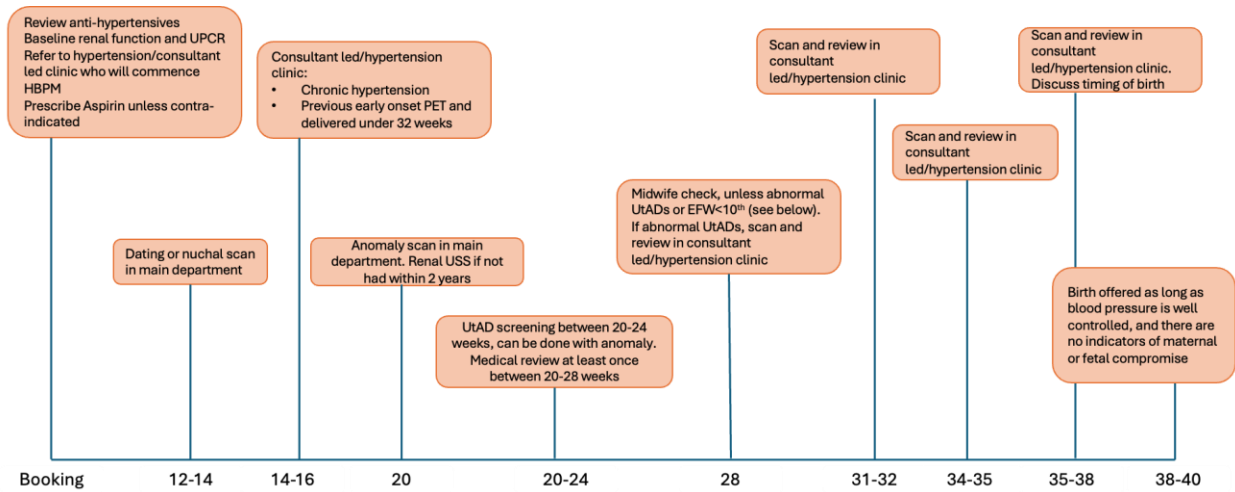 Review anti-hypertensives
Baseline renal function and UPCR
Refer to hypertension/consultant
led clinic who will commence
HBPM
Prescribe Aspirin unless contra-
indicated
Consultant led/hypertension
clinic:
• Chronic hypertension
• Previous early onset PET and
delivered under 32 weeks
Scan and review in
consultant
led/hypertension clinic
Scan and review in
consultant
led/hypertension clinic.
Discuss timing of birth
Scan and review in
consultant
led/hypertension clinic
Midwife check, unless abnormal
UtADs or EFW<10th (see below).
If abnormal UtADs, scan and
review in consultant
led/hypertension clinic
Dating or nuchal scan
in main department
Anomaly scan in main
department. Renal USS if not
had within 2 years
UtAD screening between 20-24
weeks, can be done with anomaly.
Medical review at least once
between 20-28 weeks
Birth offered as long as
blood pressure is well
controlled, and there are
no indicators of maternal
or fetal compromise
Booking 12-14 14-16 20 20-24 28 31-32 34-35 35-38 38-40